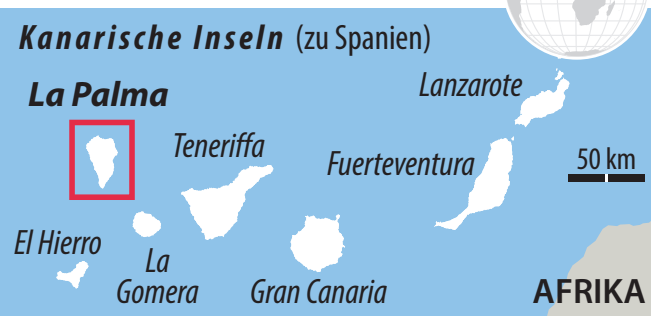 Kanarische Inseln (zu Spanien)
La Palma
Lanzarote
Teneriffa
Fuerteventura
50 km
El Hierro
La
Gomera
Gran Canaria
AFRIKA